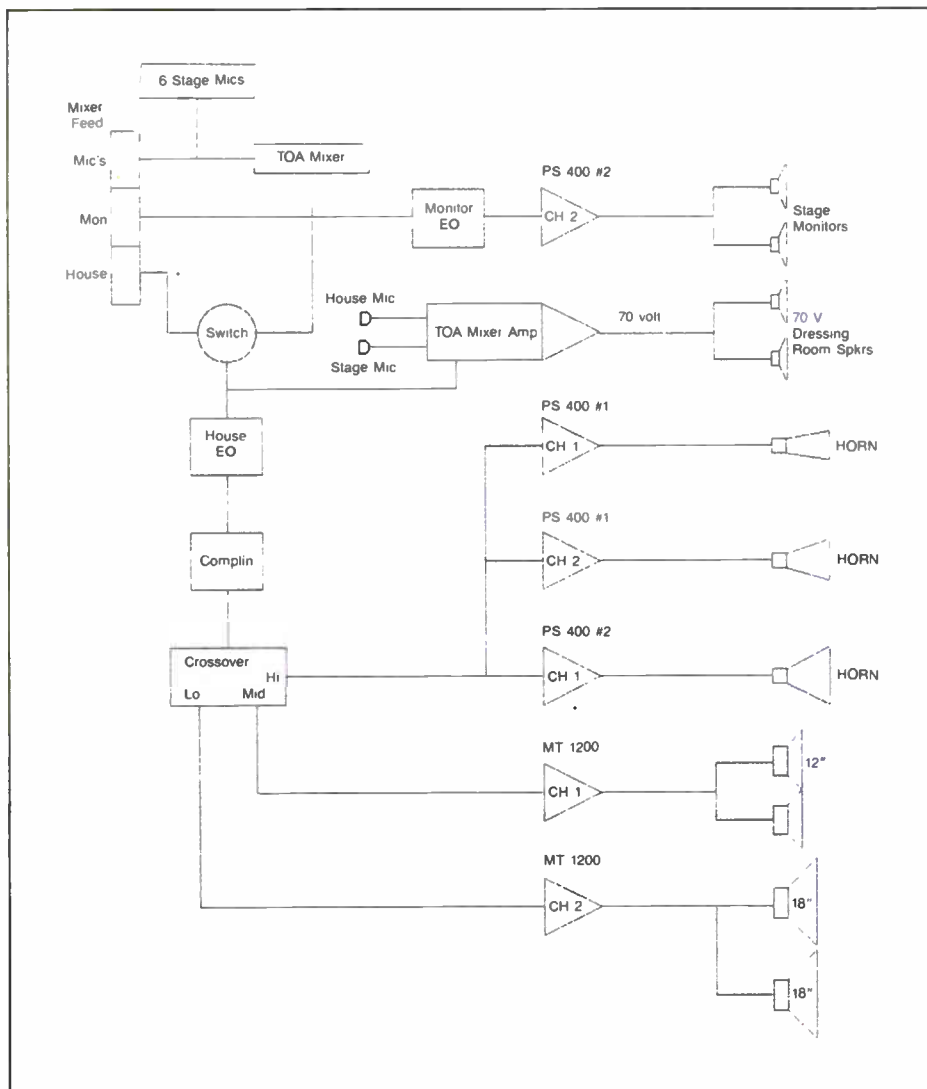 6 Stage Mics
Mixer
Feed
Mic's
TOA Mixer
Mon
House
Monitor
EQ
PS 400 #2
CH 2
Stage
Monitors
Switch
House Mic
Stage Mic
TOA Mixer Amp
70 volt
70 V
Dressing
Room Spkrs
House
EQ
Complin
Crossover
Hi
Lo
Mid
PS 400 #1
CH 1
HORN
PS 400 #1
CH 2
HORN
PS 400 #2
CH 1
HORN
MT 1200
CH 1
12"
MT 1200
CH 2
18"
18"